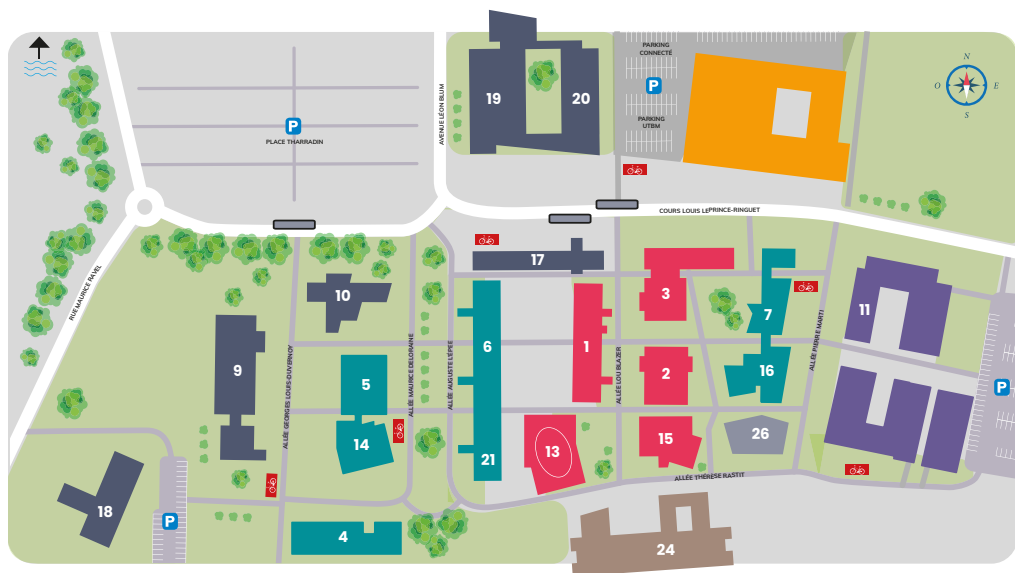 PARKING
CONNECTÉ
P
PARKING
UTBM
N
O
E
S
19
20
AVENUE LÉON BLUM
P
PLACE THARRADIN
COURS LOUIS LEPRINCE-RINGUET
RUE MAURICE RAVEL
17
10
3
7
11
9
6
1
ALLÉE GEORGES LOUIS-DUVERNOY
ALLÉE MAURICE DELORAINE
ALLÉE AUGUSTE L'ÉPÉE
ALLÉE LOU BLAZER
ALLÉE PIERRE MARTI
5
2
16
P
14
13
15
26
21
ALLÉE THÉRÈSE RASTIT
18
P
4
24